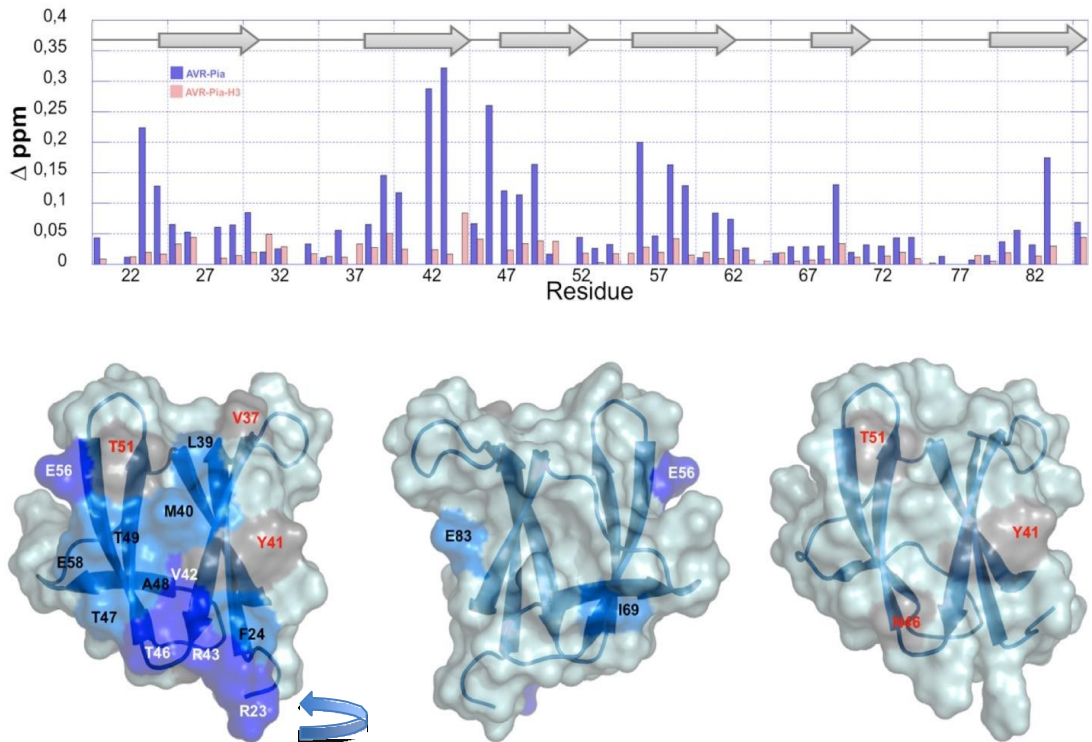 0,4
0,35
0,3
0,25
0,2
0,15
0,1
0,05
0
Δ ppm
AVR-Pia
AVR-Pia-H3
22 27 32 37 42 47 52 57 62 67 72 77 82
Residue
V37
T51
L39
E56
M40
T49
Y41
E58
V42
A48
T47
F24
T46
R43
R23
E56
E83
I69
T51
Y41